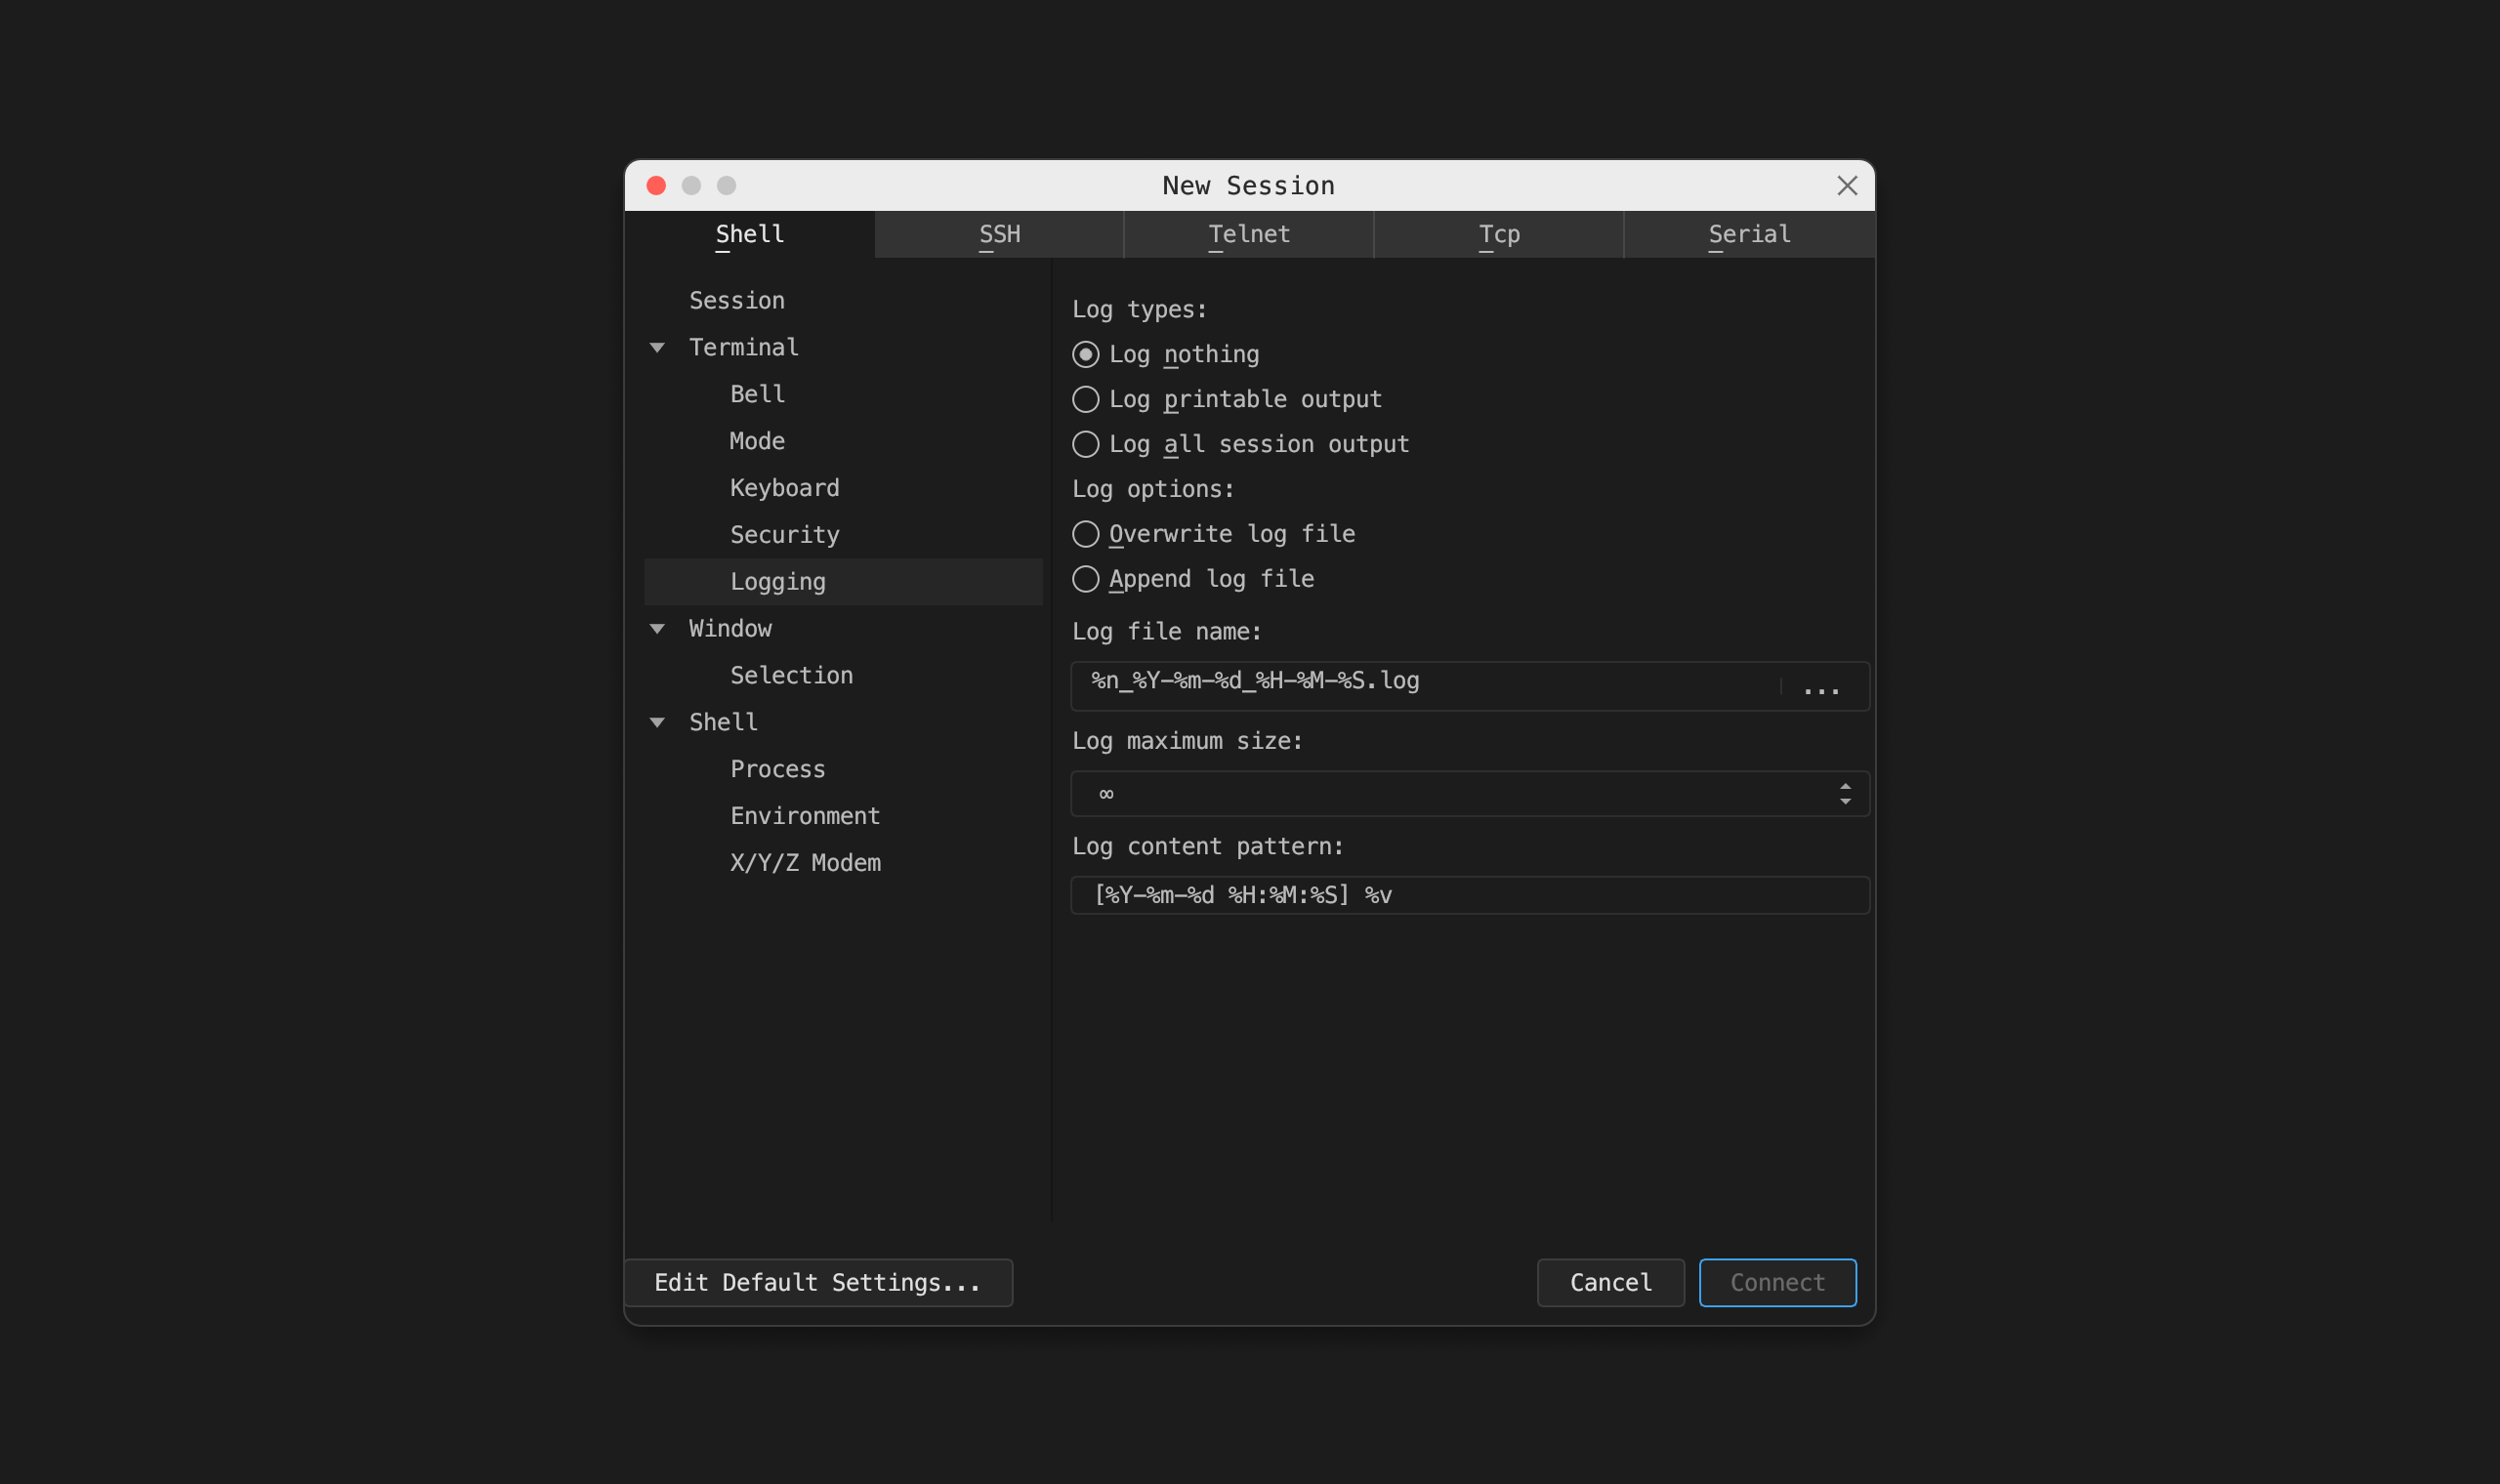 New Session
Shell SSH Telnet Tcp Serial
Session
Terminal
Bell
Mode
Keyboard
Security
Logging
Window
Selection
Shell
Process
Environment
X/Y/Z Modem
Log types:
Log nothing
Log printable output
Log all session output
Log options:
Overwrite log file
Append log file
Log file name:
%n_%Y-%m-%d_%H-%M-%S.log ...
Log maximum size:
∞
Log content pattern:
[%Y-%m-%d %H:%M:%S] %v
Edit Default Settings... Cancel Connect